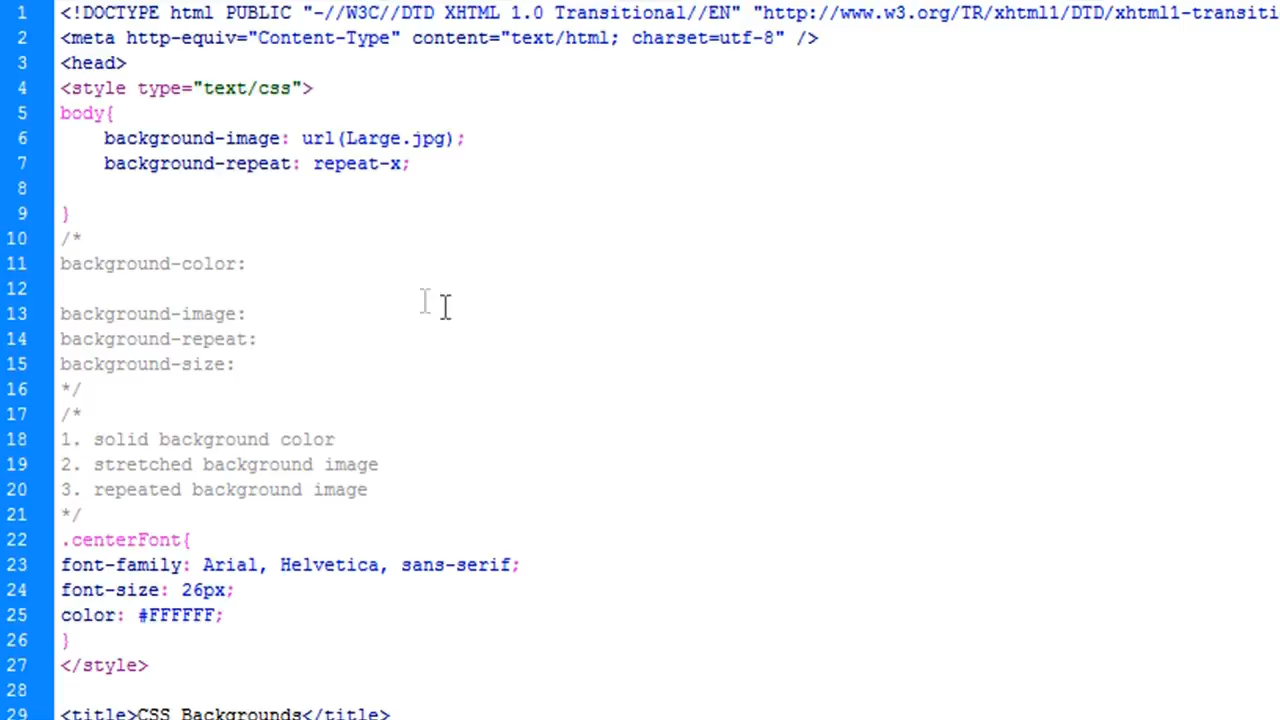 1 <!DOCTYPE html PUBLIC "-//W3C//DTD XHTML 1.0 Transitional//EN" "http://www.w3.org/TR/xhtml1/DTD/xhtml1-transiti
2 <meta http-equiv="Content-Type" content="text/html; charset=utf-8" />
3 <head>
4 <style type="text/css">
5 body{
6 background-image: url(Large.jpg);
7 background-repeat: repeat-x;
8
9 }
10 /*
11 background-color:
12
13 background-image:
14 background-repeat:
15 background-size:
16 */
17 /*
18 1. solid background color
19 2. stretched background image
20 3. repeated background image
21 */
22 .centerFont{
23 font-family: Arial, Helvetica, sans-serif;
24 font-size: 26px;
25 color: #FFFFFF;
26 }
27 </style>
28
29 <title>CSS Backgrounds</title>